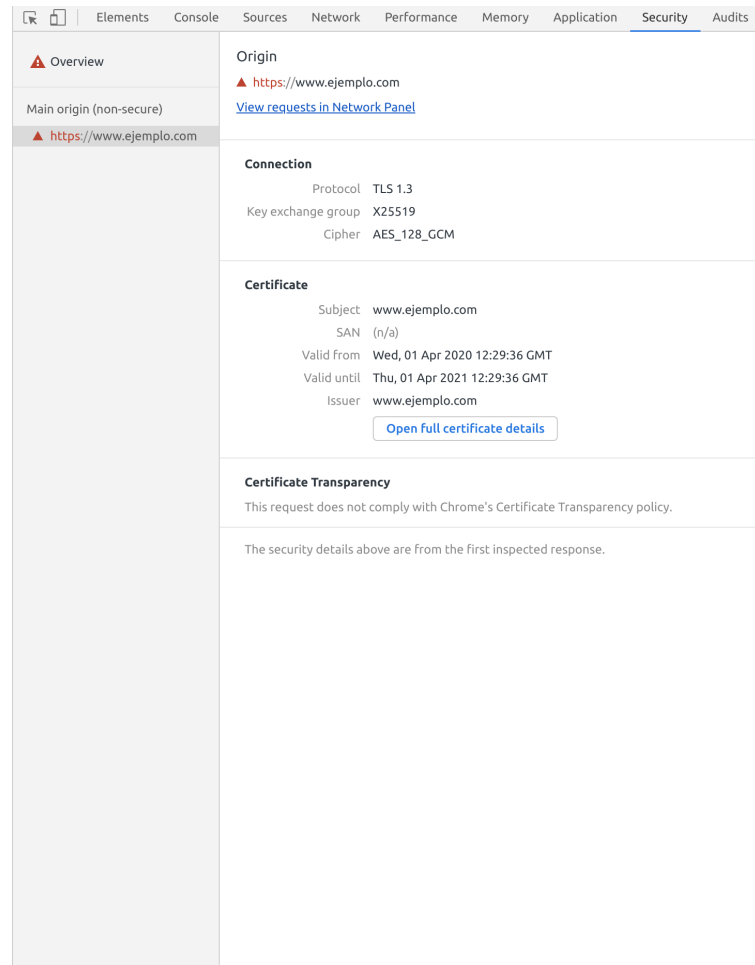 Elements Console Sources Network Performance Memory Application Security Audits
Overview
Main origin (non-secure)
https://www.ejemplo.com
Origin
https://www.ejemplo.com
View requests in Network Panel
Connection
Protocol TLS 1.3
Key exchange group X25519
Cipher AES_128_GCM
Certificate
Subject www.ejemplo.com
SAN (n/a)
Valid from Wed, 01 Apr 2020 12:29:36 GMT
Valid until Thu, 01 Apr 2021 12:29:36 GMT
Issuer www.ejemplo.com
Open full certificate details
Certificate Transparency
This request does not comply with Chrome's Certificate Transparency policy.
The security details above are from the first inspected response.